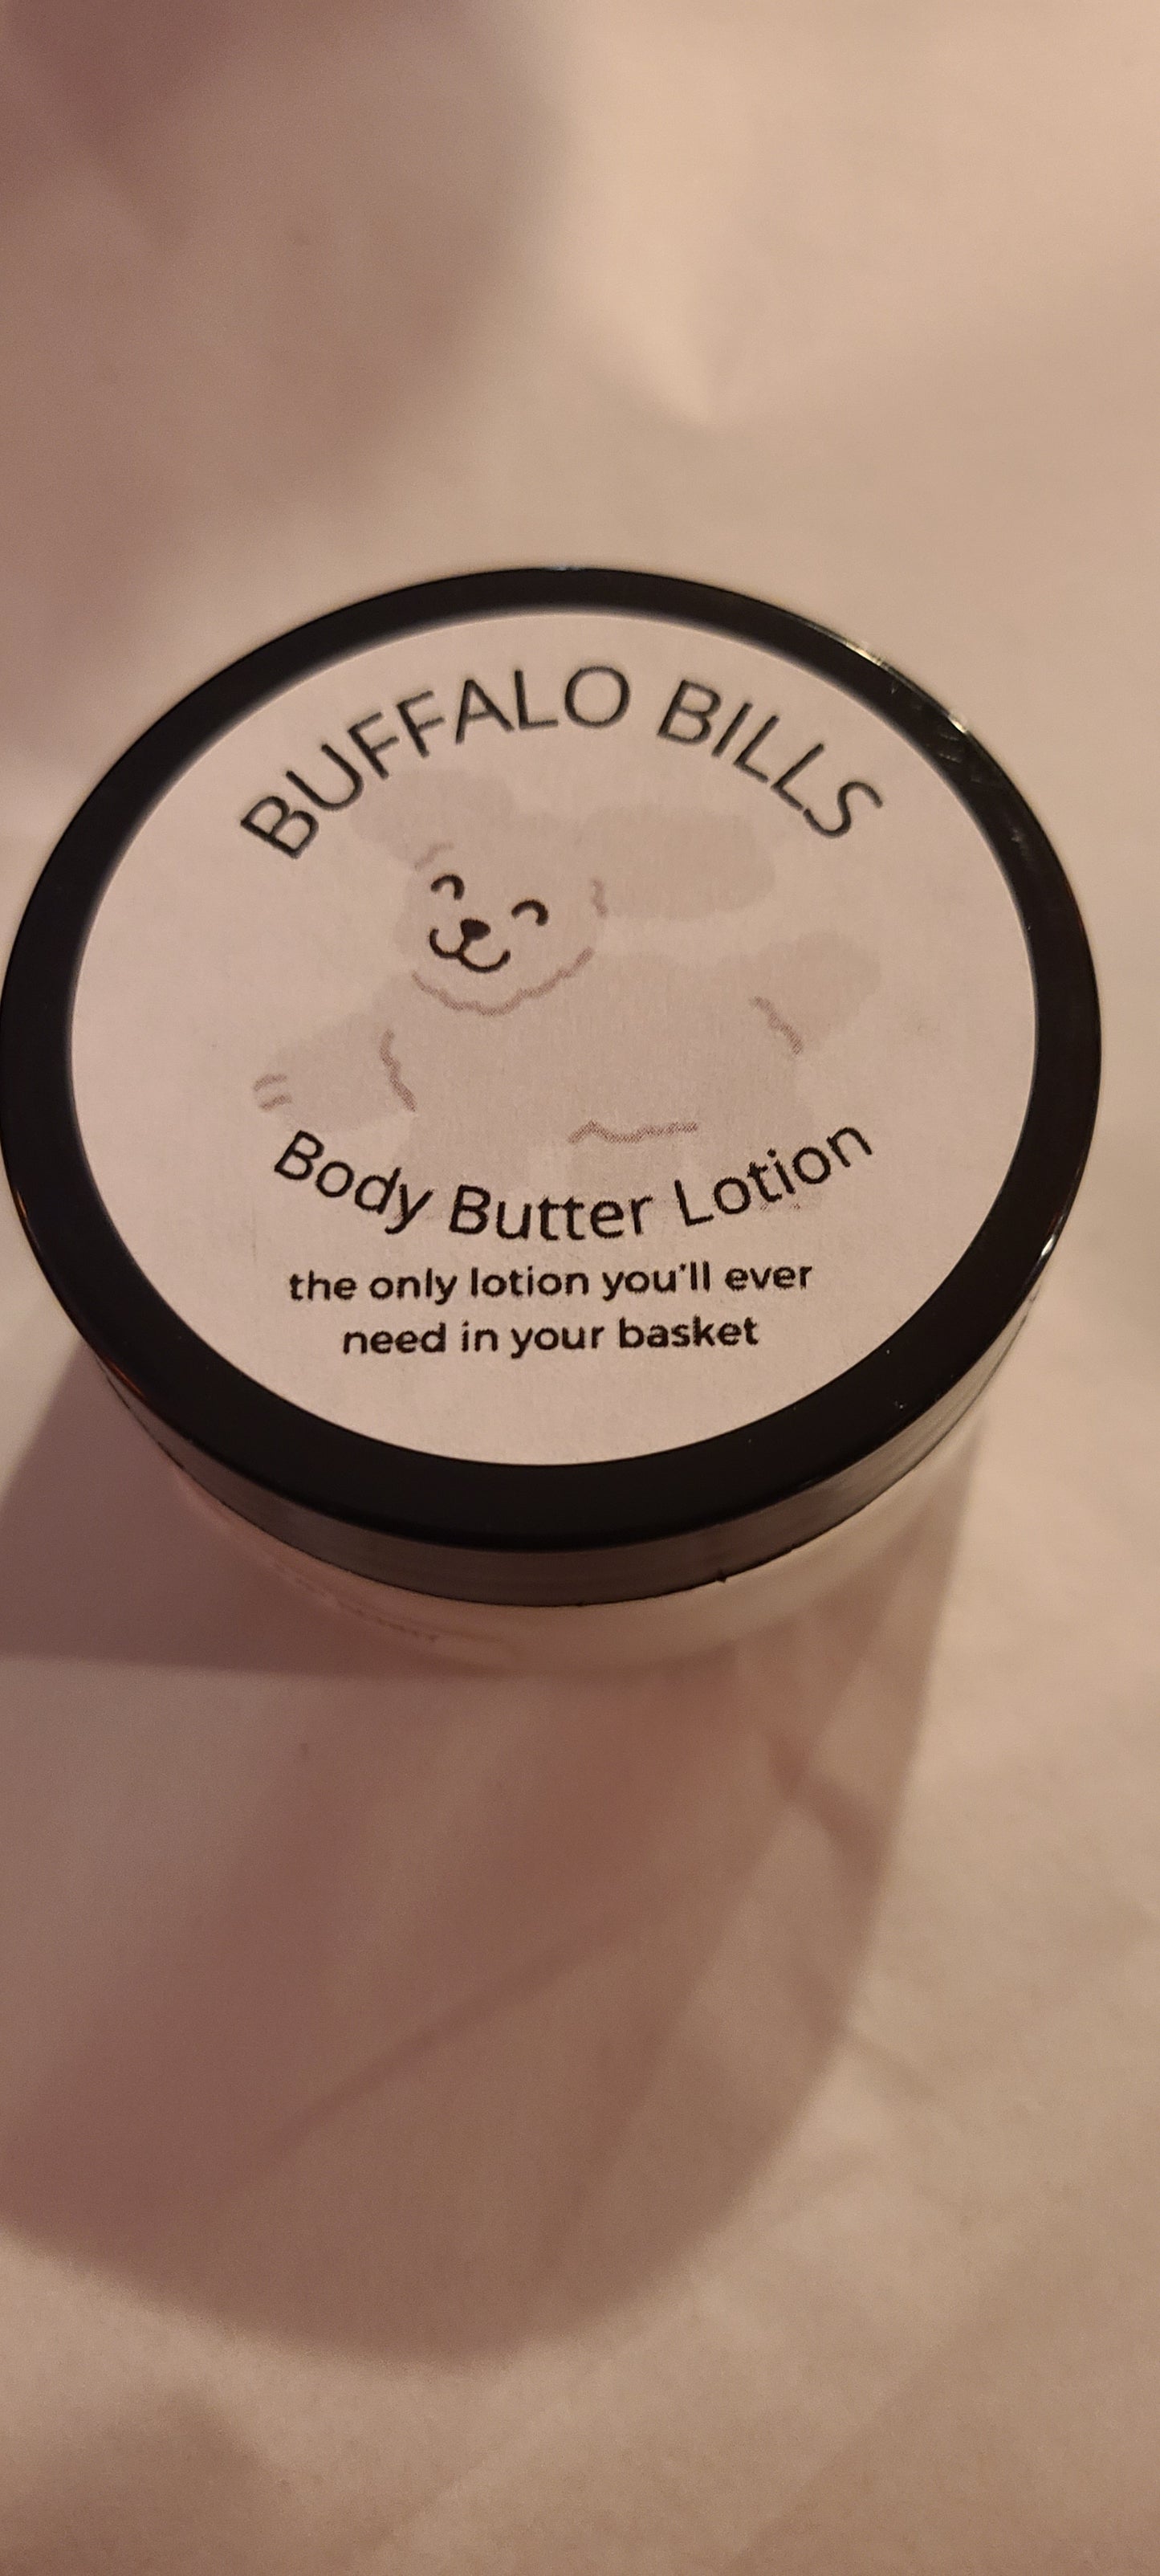 BUFFALO BILLS
Body Butter Lotion
the only lotion you'll ever
need in your basket